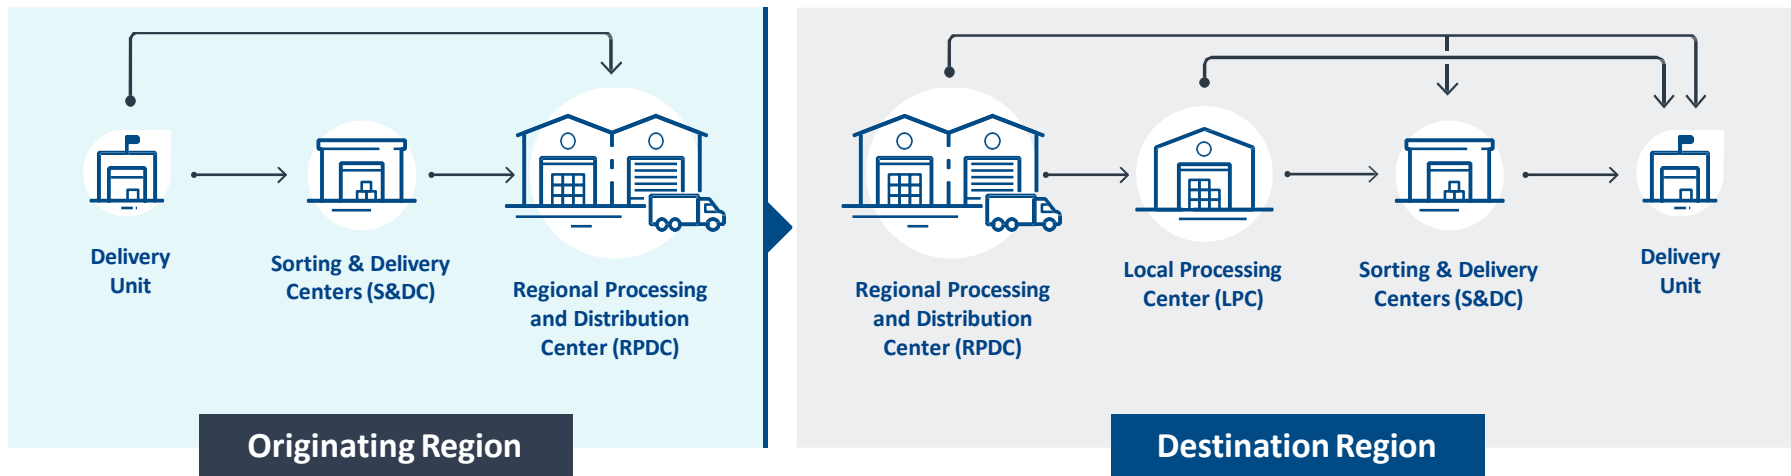 Delivery
Unit
Sorting & Delivery
Centers (S&DC)
Regional Processing
and Distribution
Center (RPDC)
Originating Region
Regional Processing
and Distribution
Center (RPDC)
Local Processing
Center (LPC)
Sorting & Delivery
Centers (S&DC)
Delivery
Unit
Destination Region